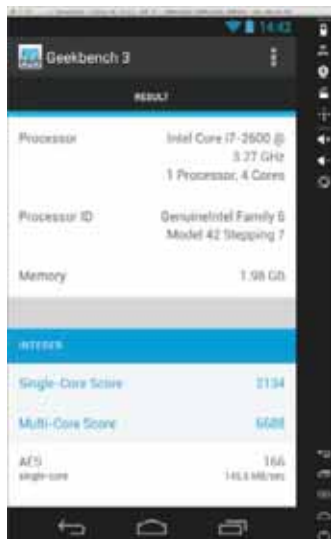 14:42
Geekbench 3
RESULT
Processor
Intel Core i7-2600 @
3.27 GHz
1 Processor, 4 Cores
Processor ID
GenuineIntel Family 6
Model 42 Stepping 7
Memory
1.98 GB
INTEGER
Single-Core Score
2134
Multi-Core Score
6688
AES
166
single-core
145.5 MB/sec